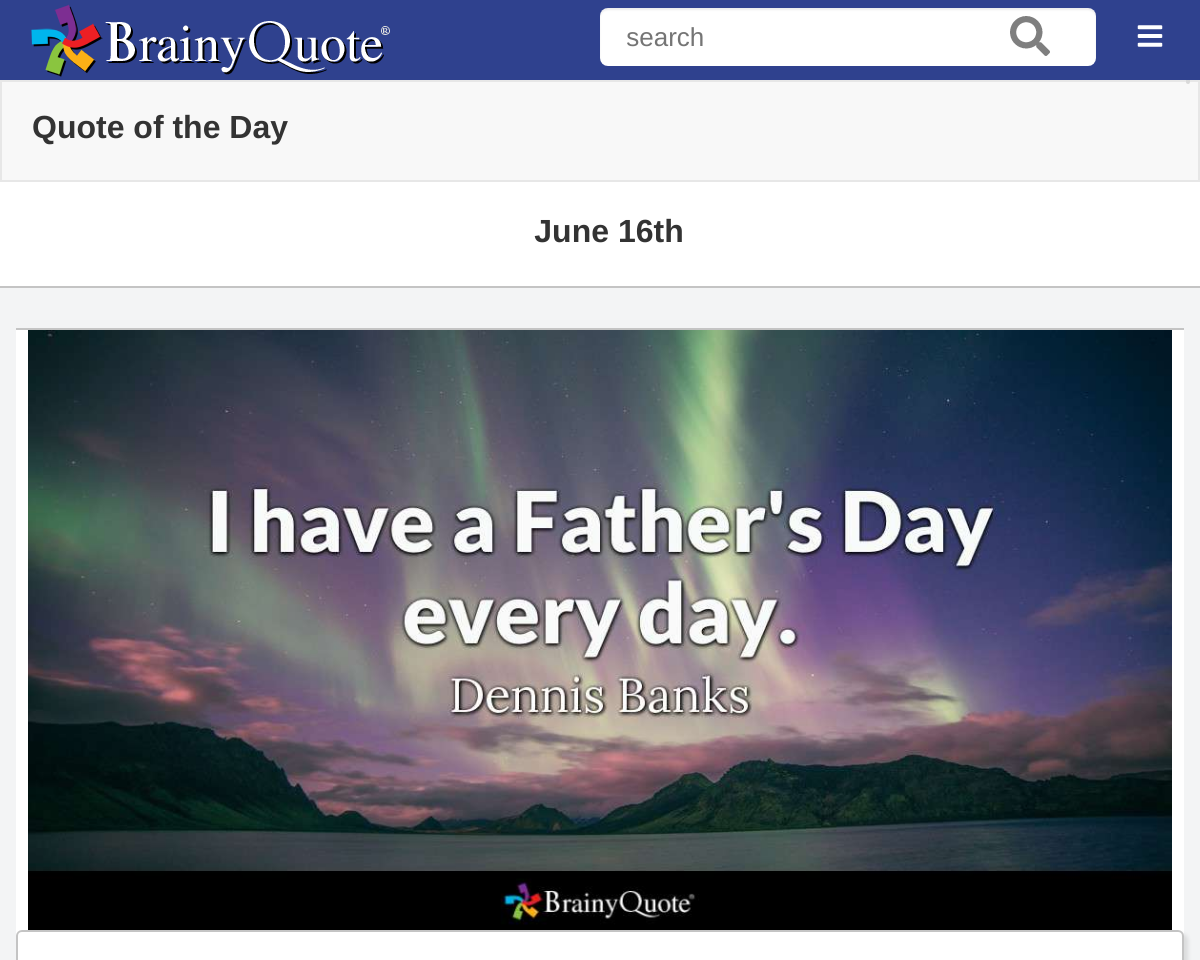 BrainyQuote®
search
Quote of the Day
June 16th
I have a Father's Day
every day.
Dennis Banks
BrainyQuote®